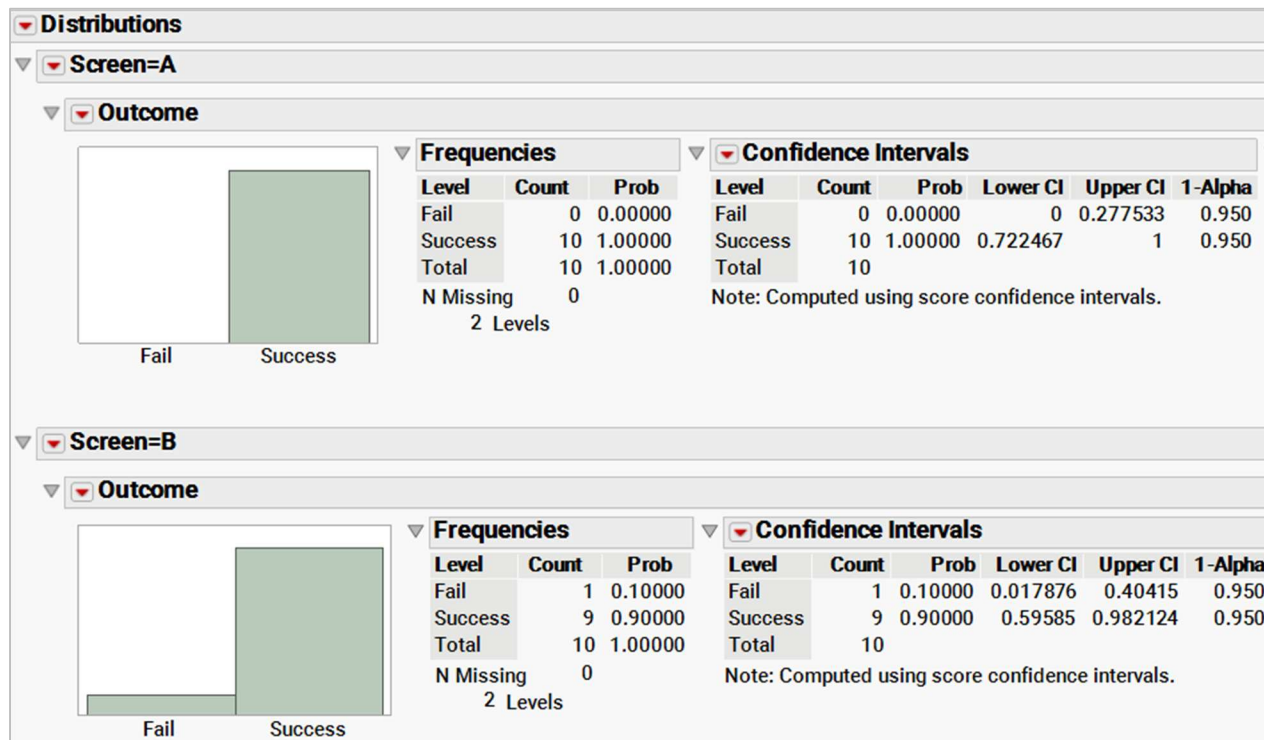 Distributions
Screen=A
Outcome
Frequencies
Level Count Prob
Fail 0 0.00000
Success 10 1.00000
Total 10 1.00000
N Missing 0
2 Levels
Confidence Intervals
Level Count Prob Lower CI Upper CI 1-Alpha
Fail 0 0.00000 0 0.277533 0.950
Success 10 1.00000 0.722467 1 0.950
Total 10
Note: Computed using score confidence intervals.
Fail Success
Screen=B
Outcome
Frequencies
Level Count Prob
Fail 1 0.10000
Success 9 0.90000
Total 10 1.00000
N Missing 0
2 Levels
Confidence Intervals
Level Count Prob Lower CI Upper CI 1-Alpha
Fail 1 0.10000 0.017876 0.40415 0.950
Success 9 0.90000 0.59585 0.982124 0.950
Total 10
Note: Computed using score confidence intervals.
Fail Success